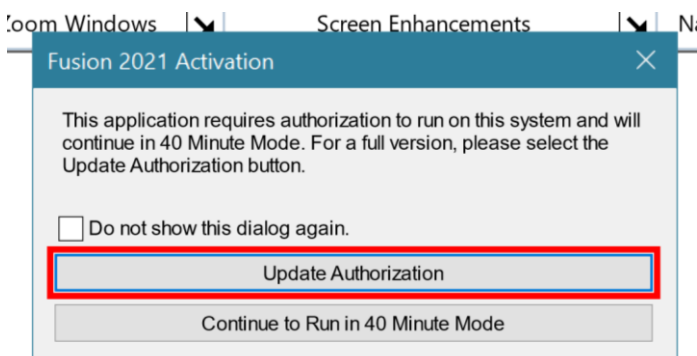 Zoom Windows Screen Enhancements
Fusion 2021 Activation
This application requires authorization to run on this system and will
continue in 40 Minute Mode. For a full version, please select the
Update Authorization button.
Do not show this dialog again.
Update Authorization
Continue to Run in 40 Minute Mode